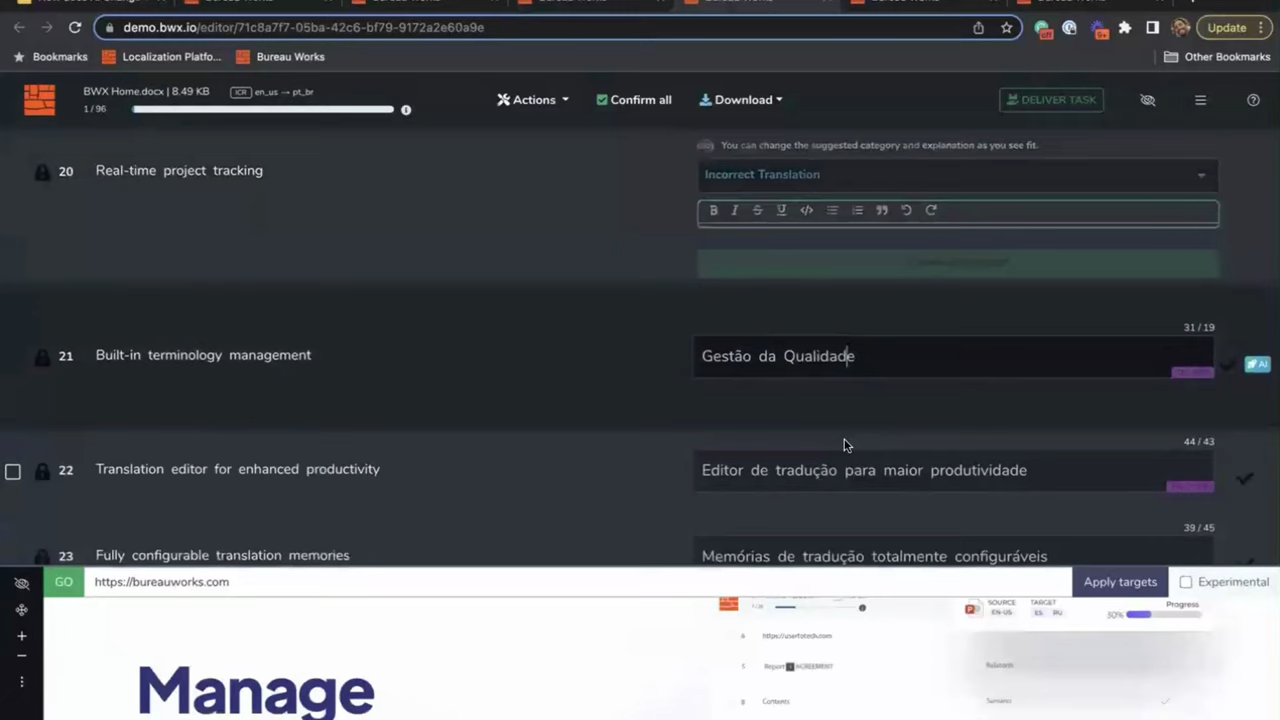 demo.bwx.io/editor/71c8a7f7-05ba-42c6-bf79-9172a2e60a9e
Update
Bookmarks
Localization Platfo...
Bureau Works
Other Bookmarks
BWX Home.docx | 8.49 KB
ICR
en_us → pt_br
1 / 96
Actions
Confirm all
Download
DELIVER TASK
You can change the suggested category and explanation as you see fit.
20 Real-time project tracking
Incorrect Translation
31 / 19
21 Built-in terminology management
Gestão da Qualidade
AI
44 / 43
22 Translation editor for enhanced productivity
Editor de tradução para maior produtividade
39 / 45
23 Fully configurable translation memories
Memórias de tradução totalmente configuráveis
GO
https://bureauworks.com
Apply targets
Experimental
SOURCE
EN-US
TARGET
ES RU
Progress
50%
Manage
Contents